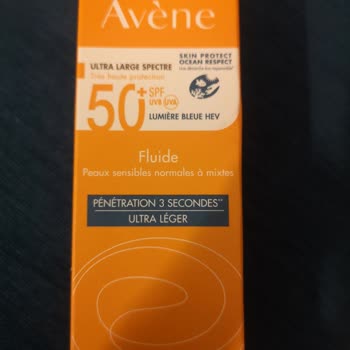 Avène
ULTRA LARGE SPECTRE
Très haute protection
50+ SPF
UVB UVA
LUMIÈRE BLEUE HEV
SKIN PROTECT
OCEAN RESPECT
Fluide
Peaux sensibles normales à mixtes
PÉNÉTRATION 3 SECONDES**
ULTRA LÉGER